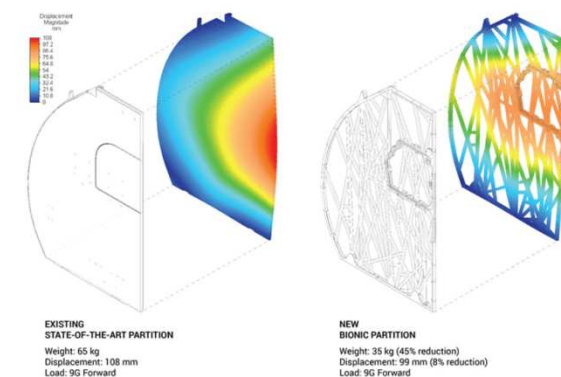 Displacement
Magnitude
mm
108
97.2
86.4
75.6
64.8
54
43.2
32.4
21.6
10.8
0
EXISTING
STATE-OF-THE-ART PARTITION
Weight: 65 kg
Displacement: 108 mm
Load: 9G Forward
NEW
BIONIC PARTITION
Weight: 35 kg (45% reduction)
Displacement: 99 mm (8% reduction)
Load: 9G Forward